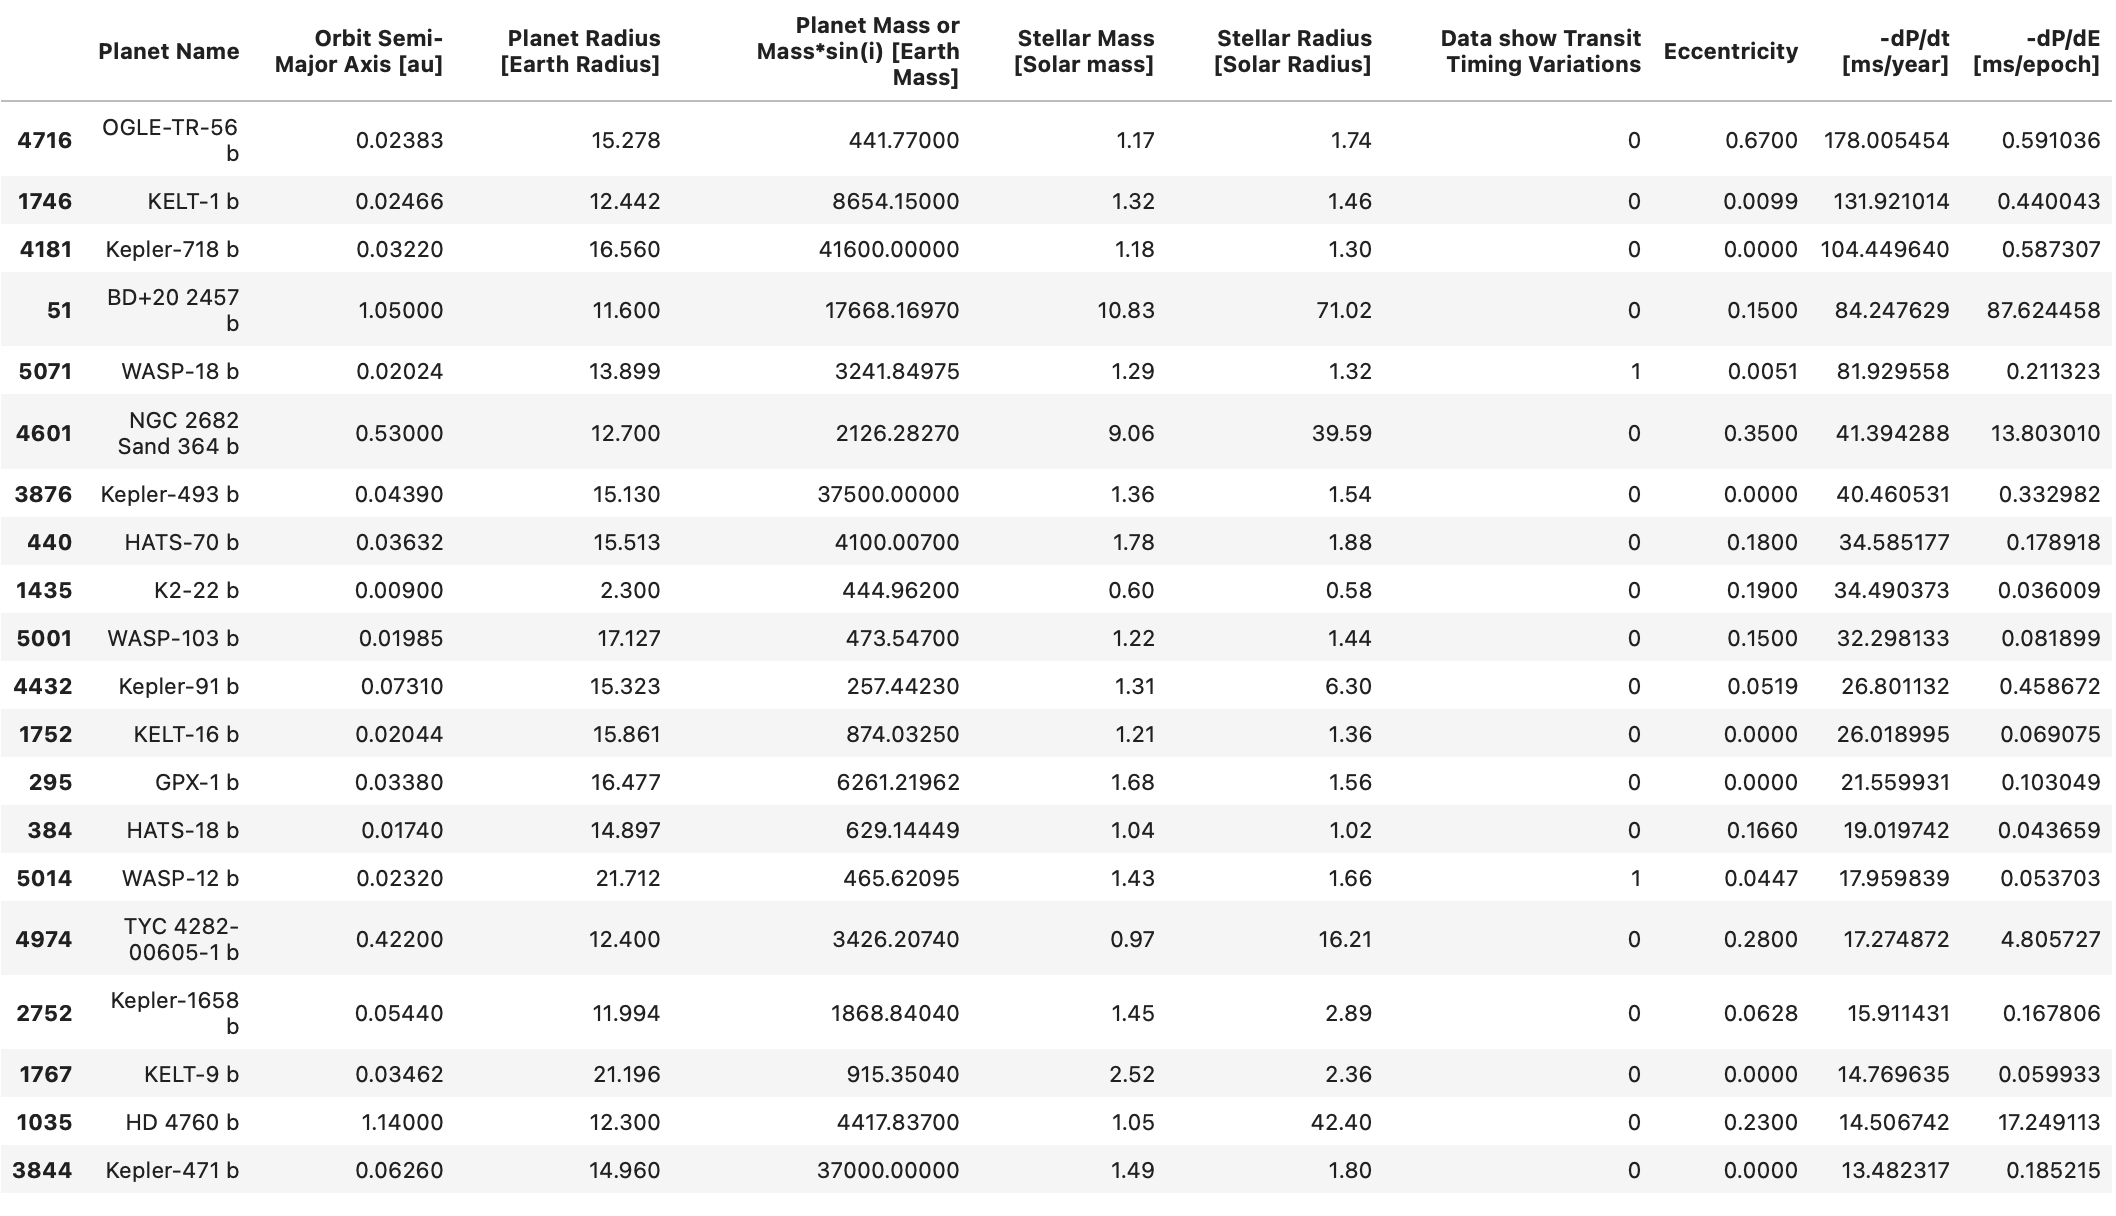 Planet Name Orbit Semi-Major Axis [au] Planet Radius [Earth Radius] Planet Mass or Mass*sin(i) [Earth Mass] Stellar Mass [Solar mass] Stellar Radius [Solar Radius] Data show Transit Timing Variations Eccentricity -dP/dt [ms/year] -dP/dE [ms/epoch]
4716 OGLE-TR-56 b 0.02383 15.278 441.77000 1.17 1.74 0 0.6700 178.005454 0.591036
1746 KELT-1 b 0.02466 12.442 8654.15000 1.32 1.46 0 0.0099 131.921014 0.440043
4181 Kepler-718 b 0.03220 16.560 41600.00000 1.18 1.30 0 0.0000 104.449640 0.587307
51 BD+20 2457 b 1.05000 11.600 17668.16970 10.83 71.02 0 0.1500 84.247629 87.624458
5071 WASP-18 b 0.02024 13.899 3241.84975 1.29 1.32 1 0.0051 81.929558 0.211323
4601 NGC 2682 Sand 364 b 0.53000 12.700 2126.28270 9.06 39.59 0 0.3500 41.394288 13.803010
3876 Kepler-493 b 0.04390 15.130 37500.00000 1.36 1.54 0 0.0000 40.460531 0.332982
440 HATS-70 b 0.03632 15.513 4100.00700 1.78 1.88 0 0.1800 34.585177 0.178918
1435 K2-22 b 0.00900 2.300 444.96200 0.60 0.58 0 0.1900 34.490373 0.036009
5001 WASP-103 b 0.01985 17.127 473.54700 1.22 1.44 0 0.1500 32.298133 0.081899
4432 Kepler-91 b 0.07310 15.323 257.44230 1.31 6.30 0 0.0519 26.801132 0.458672
1752 KELT-16 b 0.02044 15.861 874.03250 1.21 1.36 0 0.0000 26.018995 0.069075
295 GPX-1 b 0.03380 16.477 6261.21962 1.68 1.56 0 0.0000 21.559931 0.103049
384 HATS-18 b 0.01740 14.897 629.14449 1.04 1.02 0 0.1660 19.019742 0.043659
5014 WASP-12 b 0.02320 21.712 465.62095 1.43 1.66 1 0.0447 17.959839 0.053703
4974 TYC 4282-00605-1 b 0.42200 12.400 3426.20740 0.97 16.21 0 0.2800 17.274872 4.805727
2752 Kepler-1658 b 0.05440 11.994 1868.84040 1.45 2.89 0 0.0628 15.911431 0.167806
1767 KELT-9 b 0.03462 21.196 915.35040 2.52 2.36 0 0.0000 14.769635 0.059933
1035 HD 4760 b 1.14000 12.300 4417.83700 1.05 42.40 0 0.2300 14.506742 17.249113
3844 Kepler-471 b 0.06260 14.960 37000.00000 1.49 1.80 0 0.0000 13.482317 0.185215